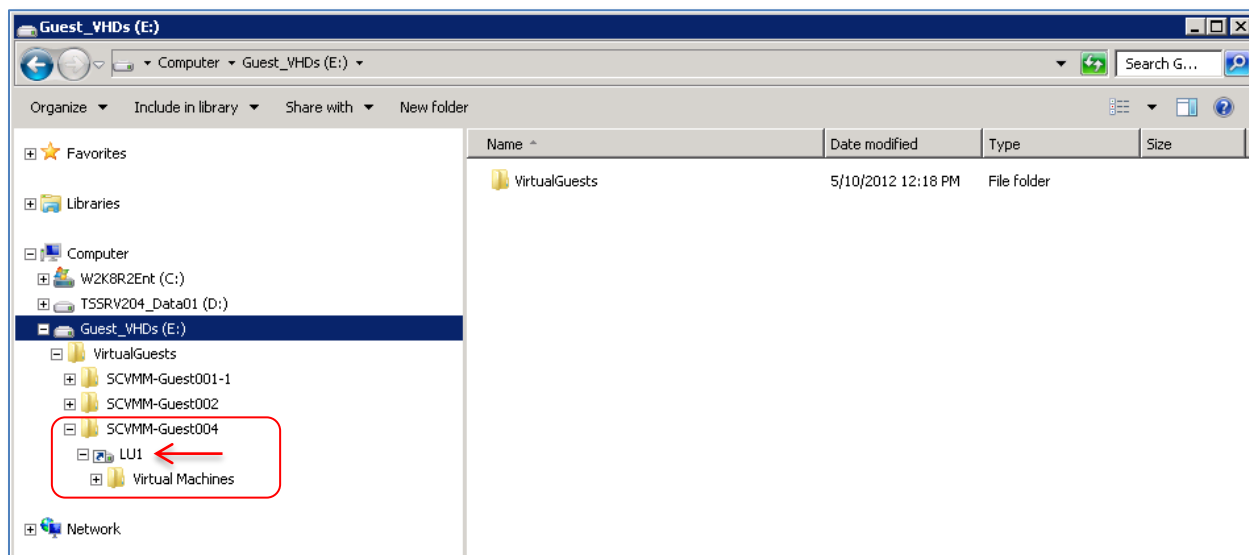 Guest_VHDs (E:)
Computer Guest_VHDs (E:) Search G...
Organize Include in library Share with New folder
Name Date modified Type Size
Favorites
VirtualGuests 5/10/2012 12:18 PM File folder
Libraries
Computer
W2K8R2Ent (C:)
TSSRV204_Data01 (D:)
Guest_VHDs (E:)
VirtualGuests
SCVMM-Guest001-1
SCVMM-Guest002
SCVMM-Guest004
LU1
Virtual Machines
Network